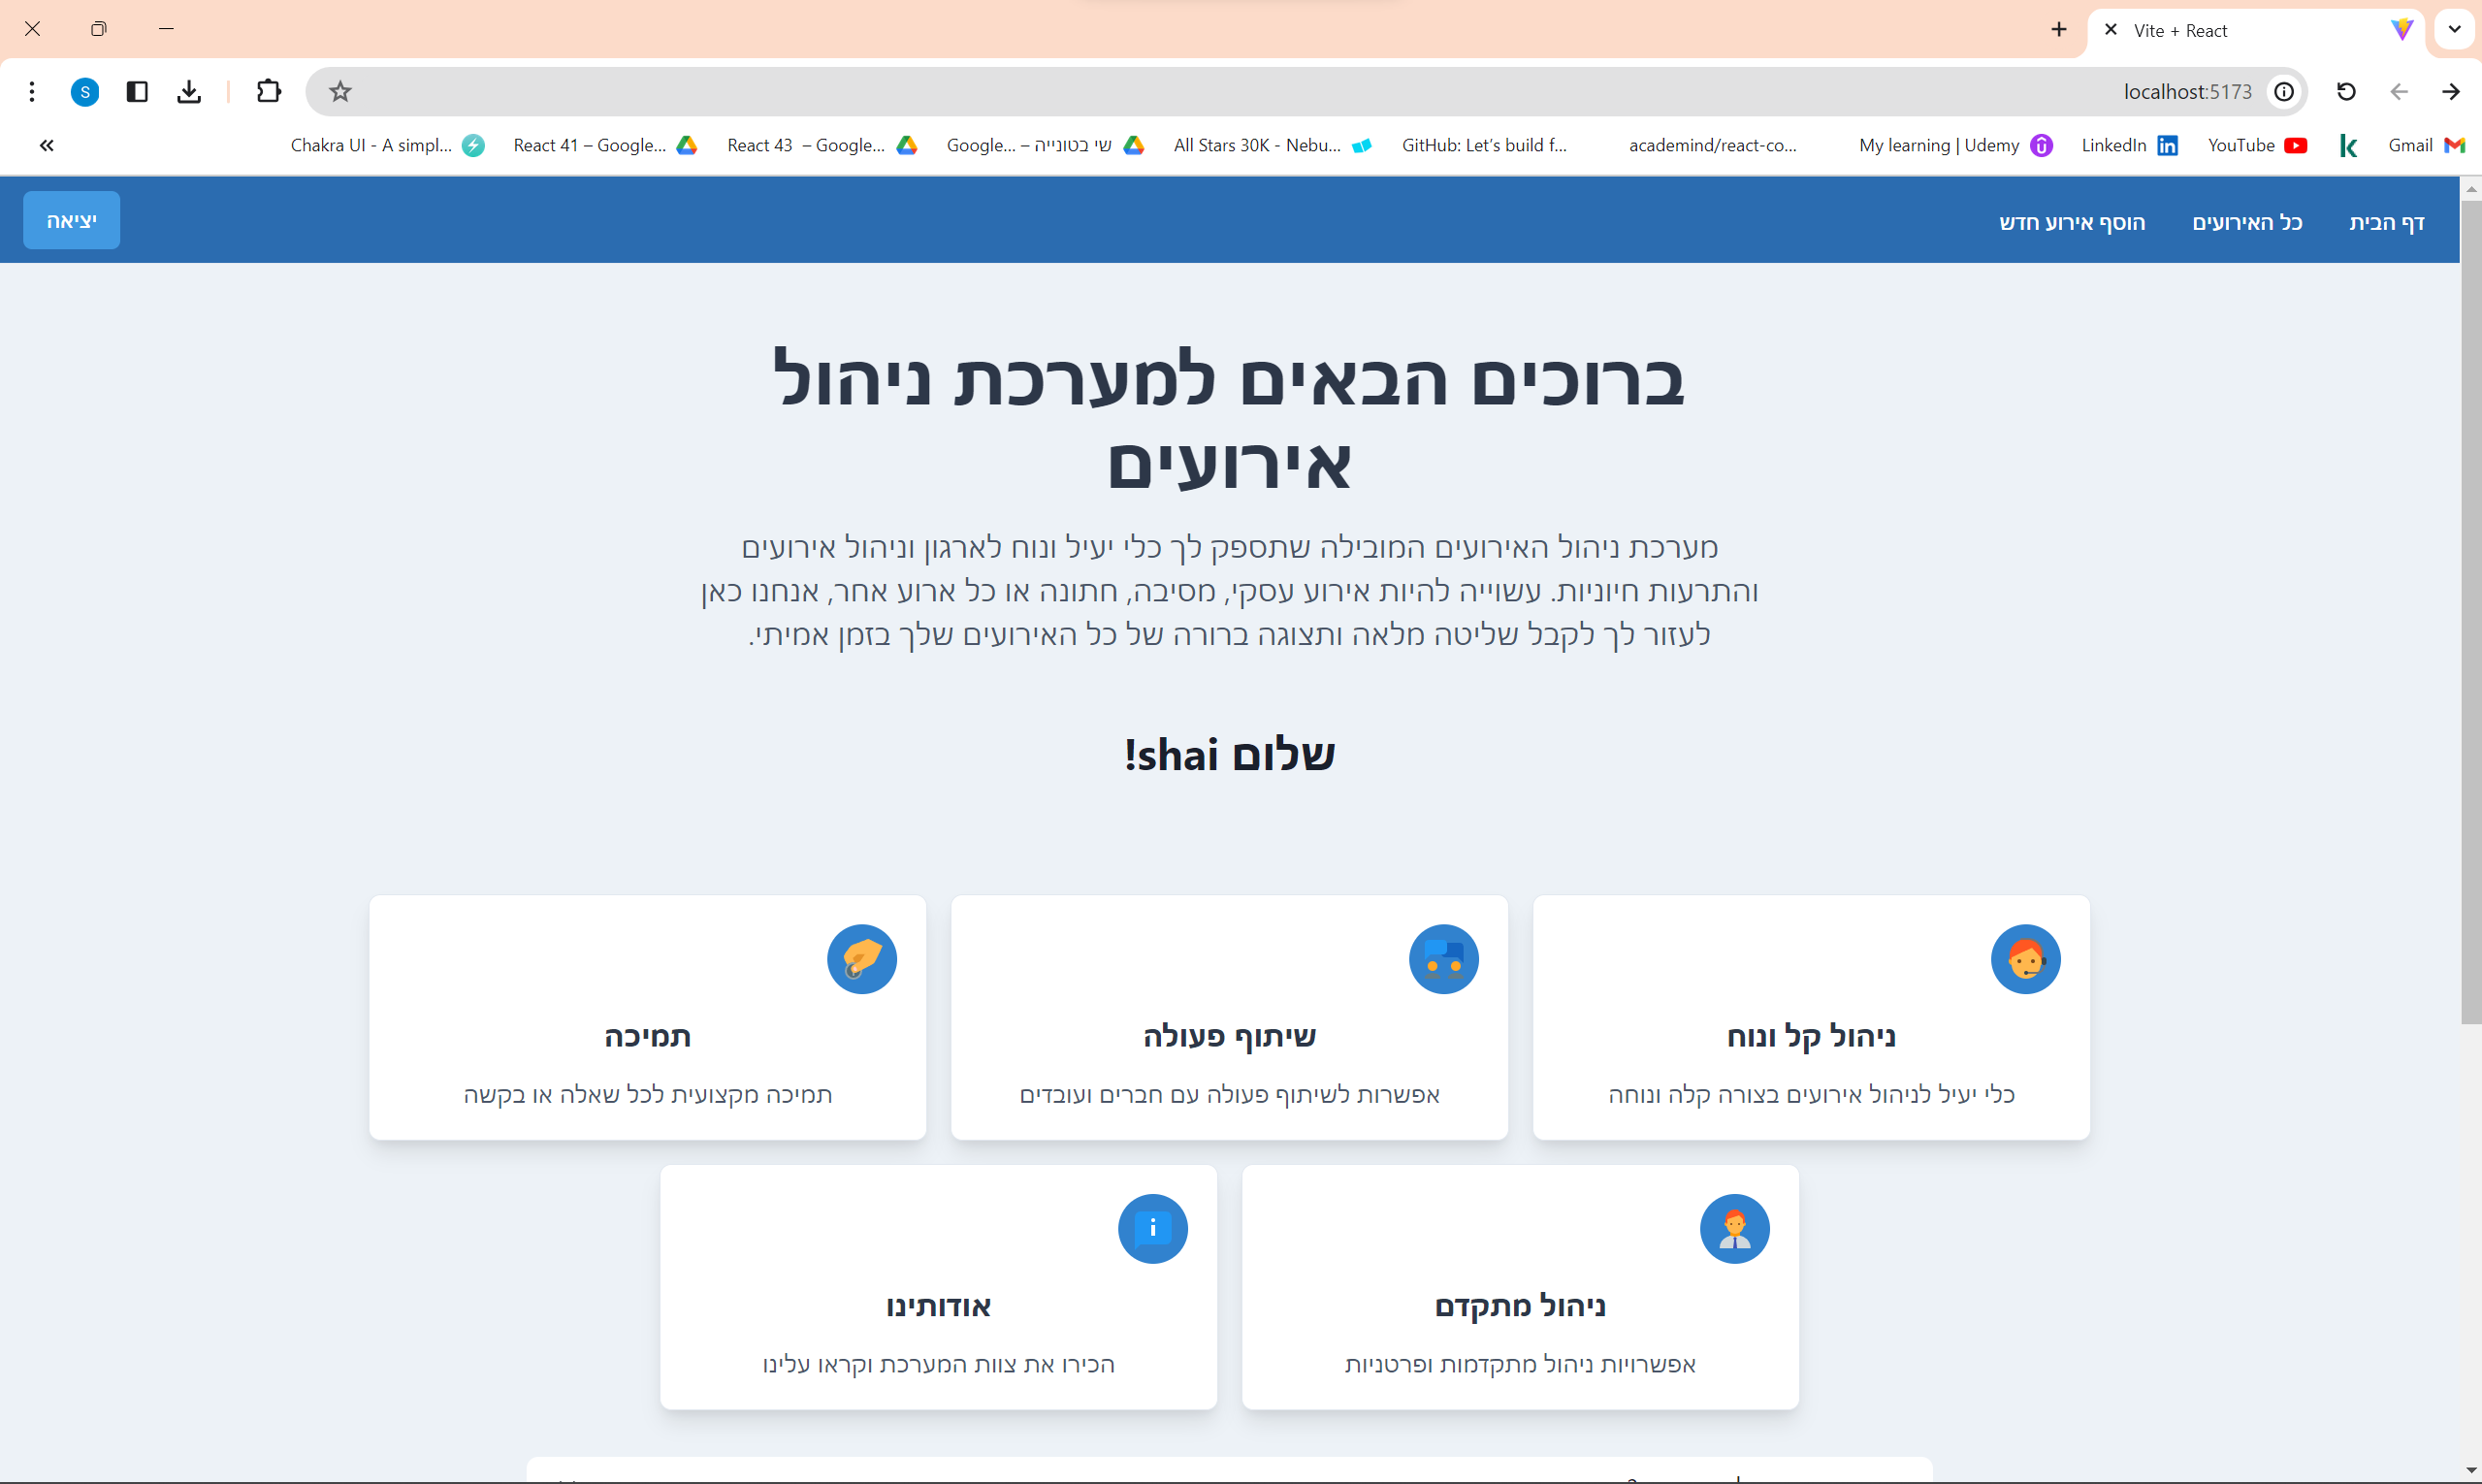 Vite + React
localhost:5173
Gmail
YouTube
LinkedIn
My learning | Udemy
academind/react-co...
GitHub: Let's build f...
All Stars 30K - Nebu...
שי בטונייה – Google...
React 43 – Google...
React 41 – Google...
Chakra UI - A simpl...
S
דף הבית
כל האירועים
הוסף אירוע חדש
יציאה
ברוכים הבאים למערכת ניהול
אירועים
מערכת ניהול האירועים המובילה שתספק לך כלי יעיל ונוח לארגון וניהול אירועים
והתרעות חיוניות. עשוייה להיות אירוע עסקי, מסיבה, חתונה או כל ארוע אחר, אנחנו כאן
לעזור לך לקבל שליטה מלאה ותצוגה ברורה של כל האירועים שלך בזמן אמיתי.
שלום shai!
ניהול קל ונוח
כלי יעיל לניהול אירועים בצורה קלה ונוחה
שיתוף פעולה
אפשרות לשיתוף פעולה עם חברים ועובדים
תמיכה
תמיכה מקצועית לכל שאלה או בקשה
ניהול מתקדם
אפשרויות ניהול מתקדמות ופרטניות
אודותינו
הכירו את צוות המערכת וקראו עלינו